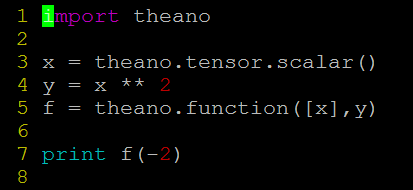 1 import theano
2
3 x = theano.tensor.scalar()
4 y = x ** 2
5 f = theano.function([x],y)
6
7 print f(-2)
8